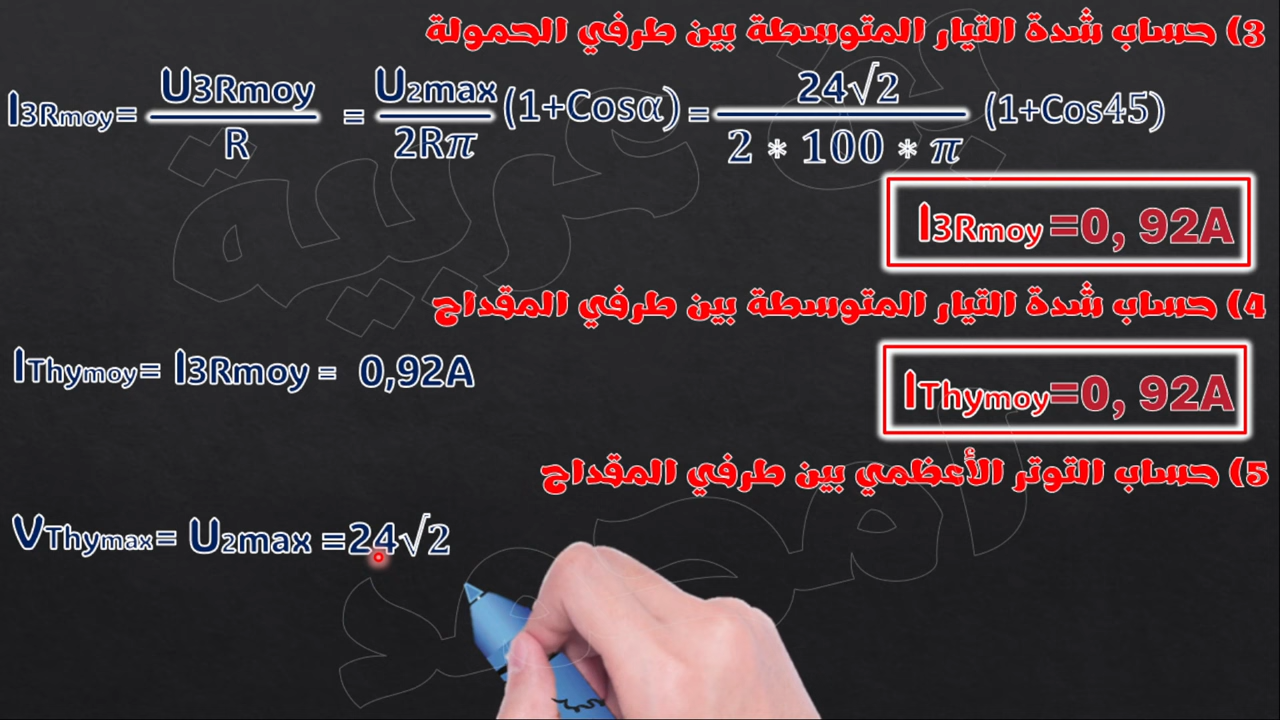 3) حساب شدة التيار المتوسطة بين طرفي الحمولة
I3Rmoy= U3Rmoy/R = U2max/2Rπ (1+Cosα) = 24√2/2 * 100 * π (1+Cos45)
I3Rmoy =0, 92A
4) حساب شدة التيار المتوسطة بين طرفي المقداح
IThymoy= I3Rmoy = 0,92A
IThymoy=0, 92A
5) حساب التوتر الأعظمي بين طرفي المقداح
VThymax= U2max =24√2